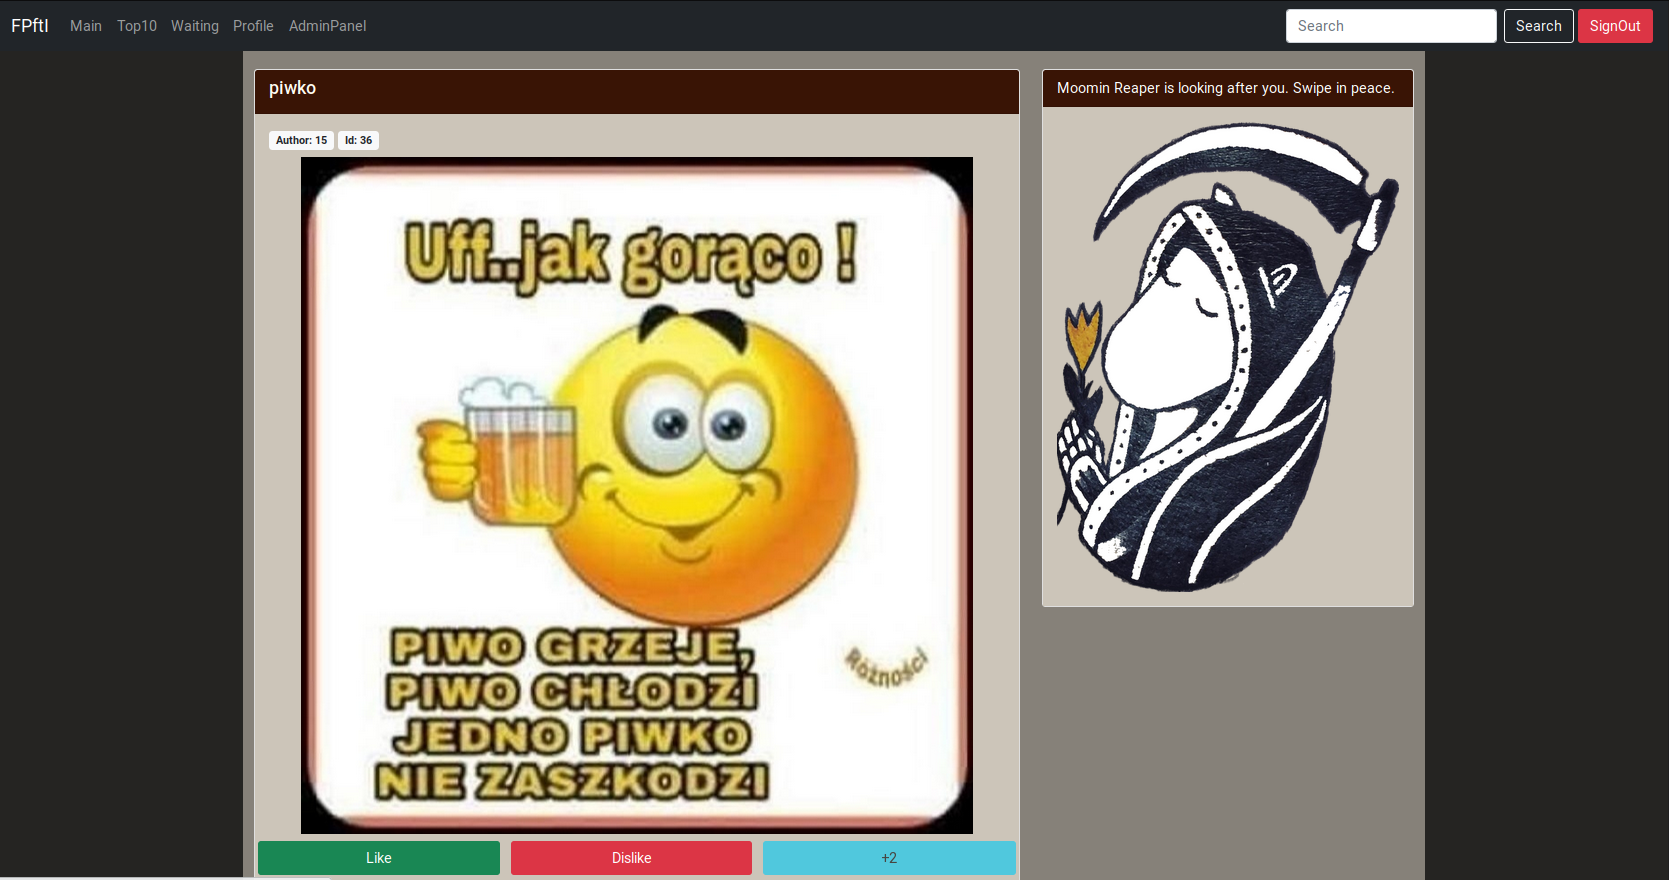 FPftl Main Top10 Waiting Profile AdminPanel Search Search SignOut
piwko
Author: 15 Id: 36
Uff..jak gorąco !
PIWO GRZEJE,
PIWO CHŁODZI
JEDNO PIWKO
NIE ZASZKODZI
Różności
Like Dislike +2
Moomin Reaper is looking after you. Swipe in peace.